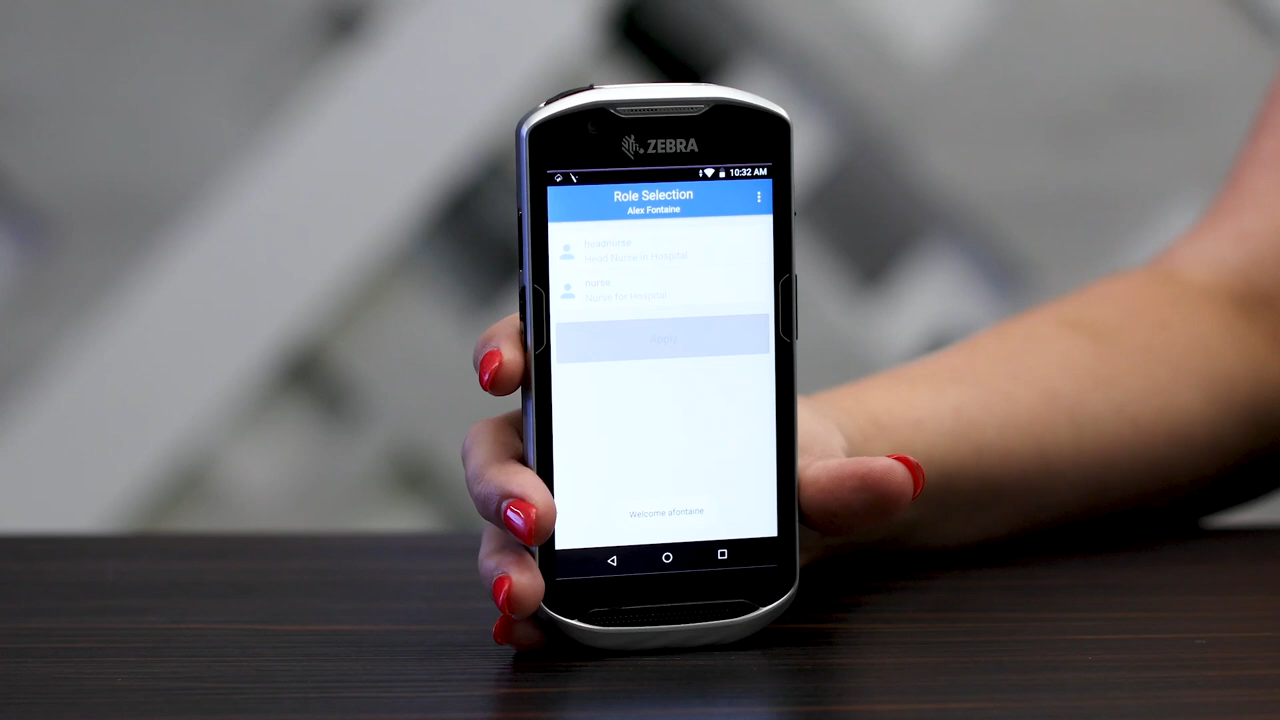 ZEBRA
10:32 AM
Role Selection
Alex Fontaine
headnurse
Head Nurse in Hospital
nurse
Nurse for Hospital
Apply
Welcome afontaine